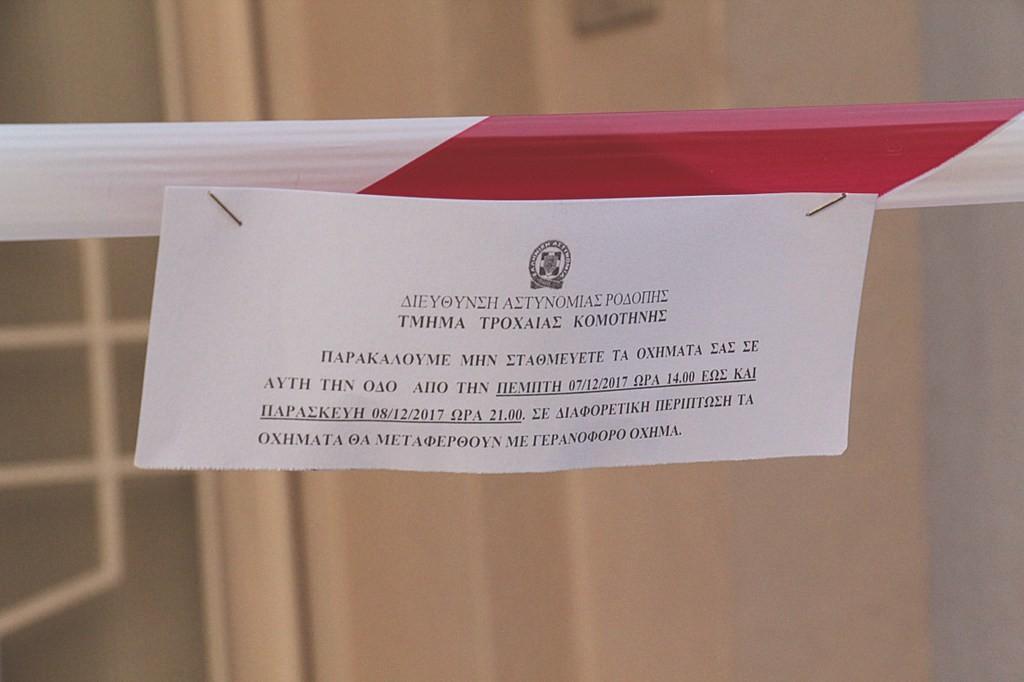 ΔΙΕΥΘΥΝΣΗ ΑΣΤΥΝΟΜΙΑΣ ΡΟΔΟΠΗΣ
ΤΜΗΜΑ ΤΡΟΧΑΙΑΣ ΚΟΜΟΤΗΝΗΣ
ΠΑΡΑΚΑΛΟΥΜΕ ΜΗΝ ΣΤΑΘΜΕΥΕΤΕ ΤΑ ΟΧΗΜΑΤΑ ΣΑΣ ΣΕ
ΑΥΤΗ ΤΗΝ ΟΔΟ ΑΠΟ ΤΗΝ ΠΕΜΠΤΗ 07/12/2017 ΩΡΑ 14.00 ΕΩΣ ΚΑΙ
ΠΑΡΑΣΚΕΥΗ 08/12/2017 ΩΡΑ 21.00. ΣΕ ΔΙΑΦΟΡΕΤΙΚΗ ΠΕΡΙΠΤΩΣΗ ΤΑ
ΟΧΗΜΑΤΑ ΘΑ ΜΕΤΑΦΕΡΘΟΥΝ ΜΕ ΓΕΡΑΝΟΦΟΡΟ ΟΧΗΜΑ.